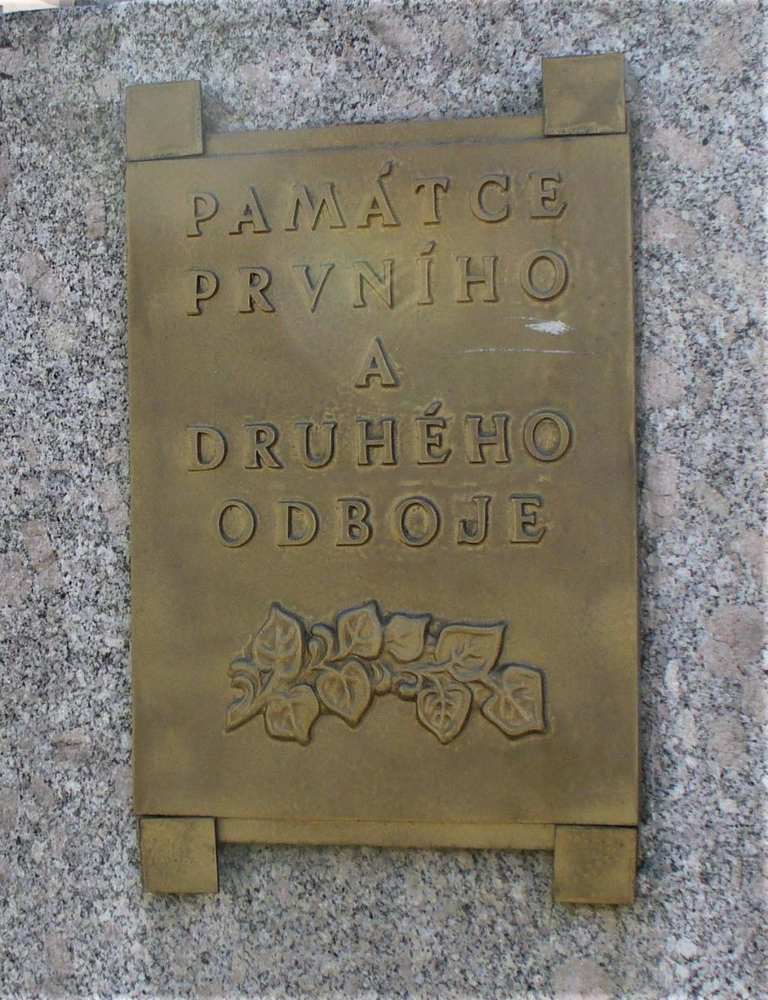 PAMÁTCE
PRVNÍHO
A
DRUHÉHO
ODBOJE